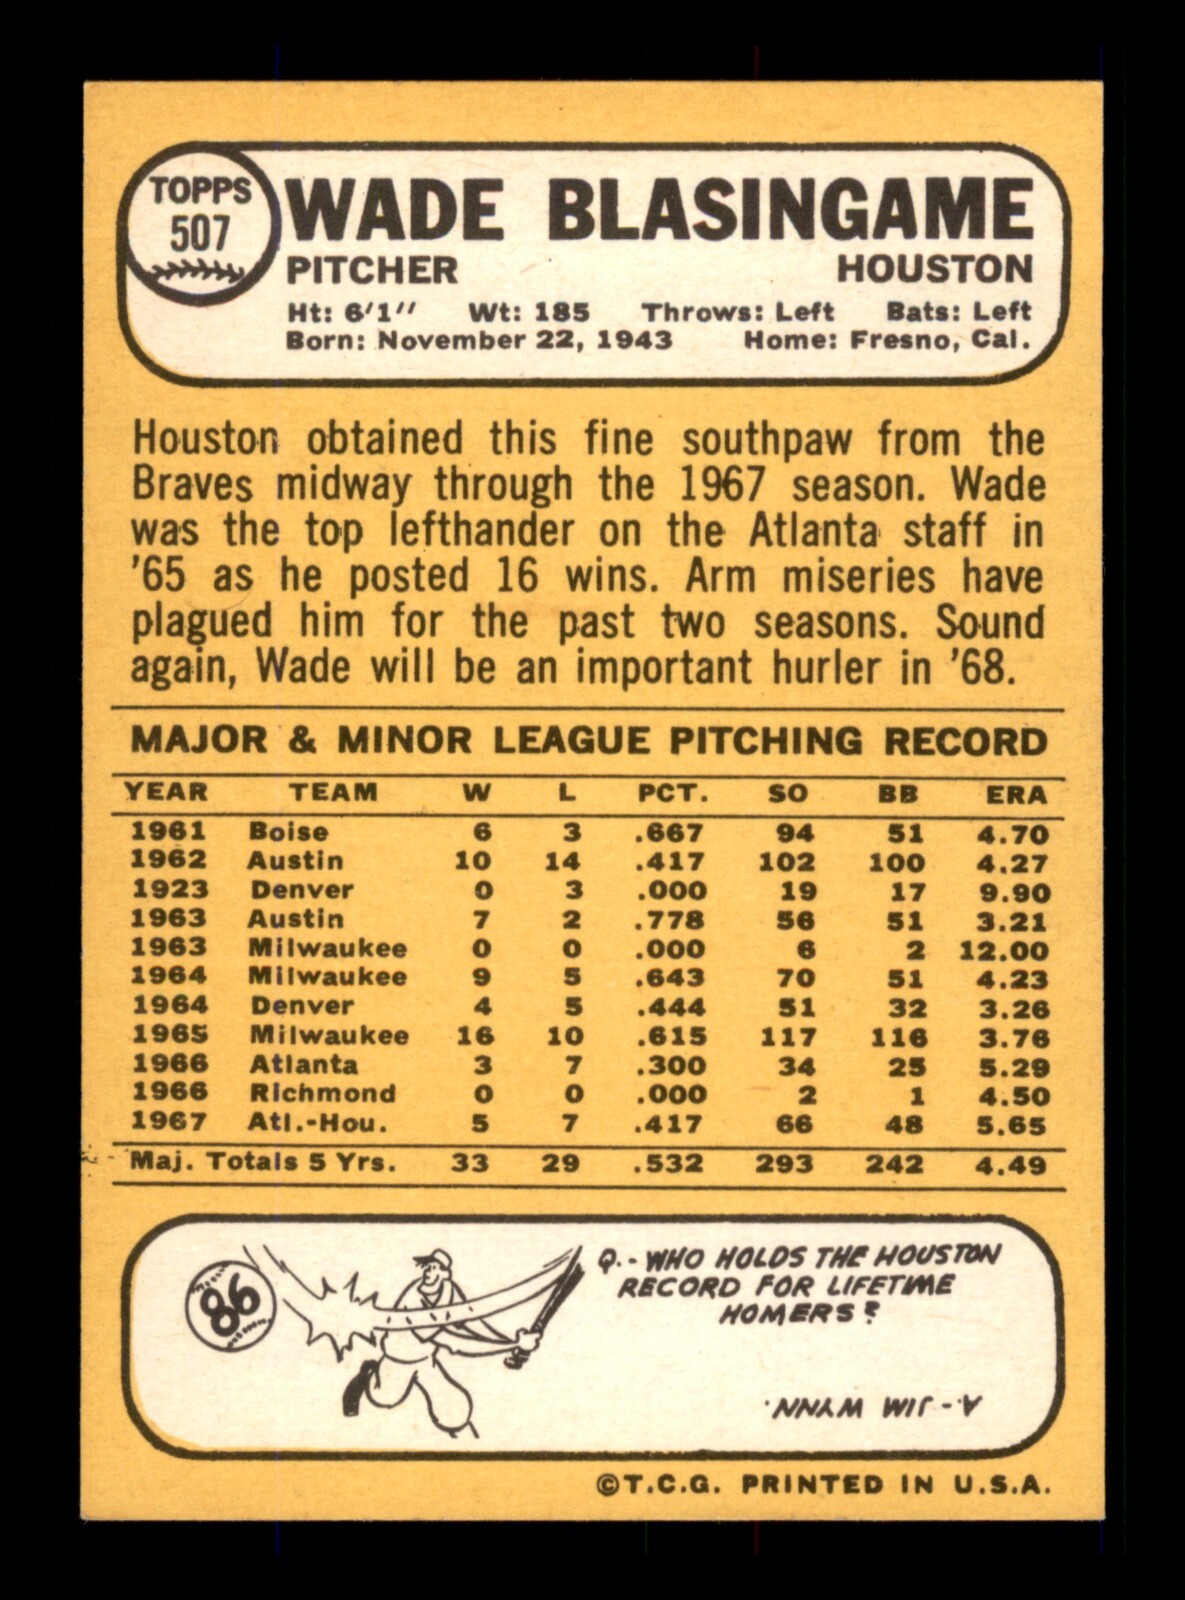 TOPPS
507
WADE BLASINGAME
PITCHER HOUSTON
Ht: 6'1" Wt: 185 Throws: Left Bats: Left
Born: November 22, 1943 Home: Fresno, Cal.
Houston obtained this fine southpaw from the
Braves midway through the 1967 season. Wade
was the top lefthander on the Atlanta staff in
'65 as he posted 16 wins. Arm miseries have
plagued him for the past two seasons. Sound
again, Wade will be an important hurler in '68.
MAJOR & MINOR LEAGUE PITCHING RECORD
YEAR TEAM W L PCT. SO BB ERA
1961 Boise 6 3 .667 94 51 4.70
1962 Austin 10 14 .417 102 100 4.27
1923 Denver 0 3 .000 19 17 9.90
1963 Austin 7 2 .778 56 51 3.21
1963 Milwaukee 0 0 .000 6 2 12.00
1964 Milwaukee 9 5 .643 70 51 4.23
1964 Denver 4 5 .444 51 32 3.26
1965 Milwaukee 16 10 .615 117 116 3.76
1966 Atlanta 3 7 .300 34 25 5.29
1966 Richmond 0 0 .000 2 1 4.50
1967 Atl.-Hou. 5 7 .417 66 48 5.65
Maj. Totals 5 Yrs. 33 29 .532 293 242 4.49
86
Q.-WHO HOLDS THE HOUSTON
RECORD FOR LIFETIME
HOMERS?
A.-JIM WYNN.
©T.C.G. PRINTED IN U.S.A.